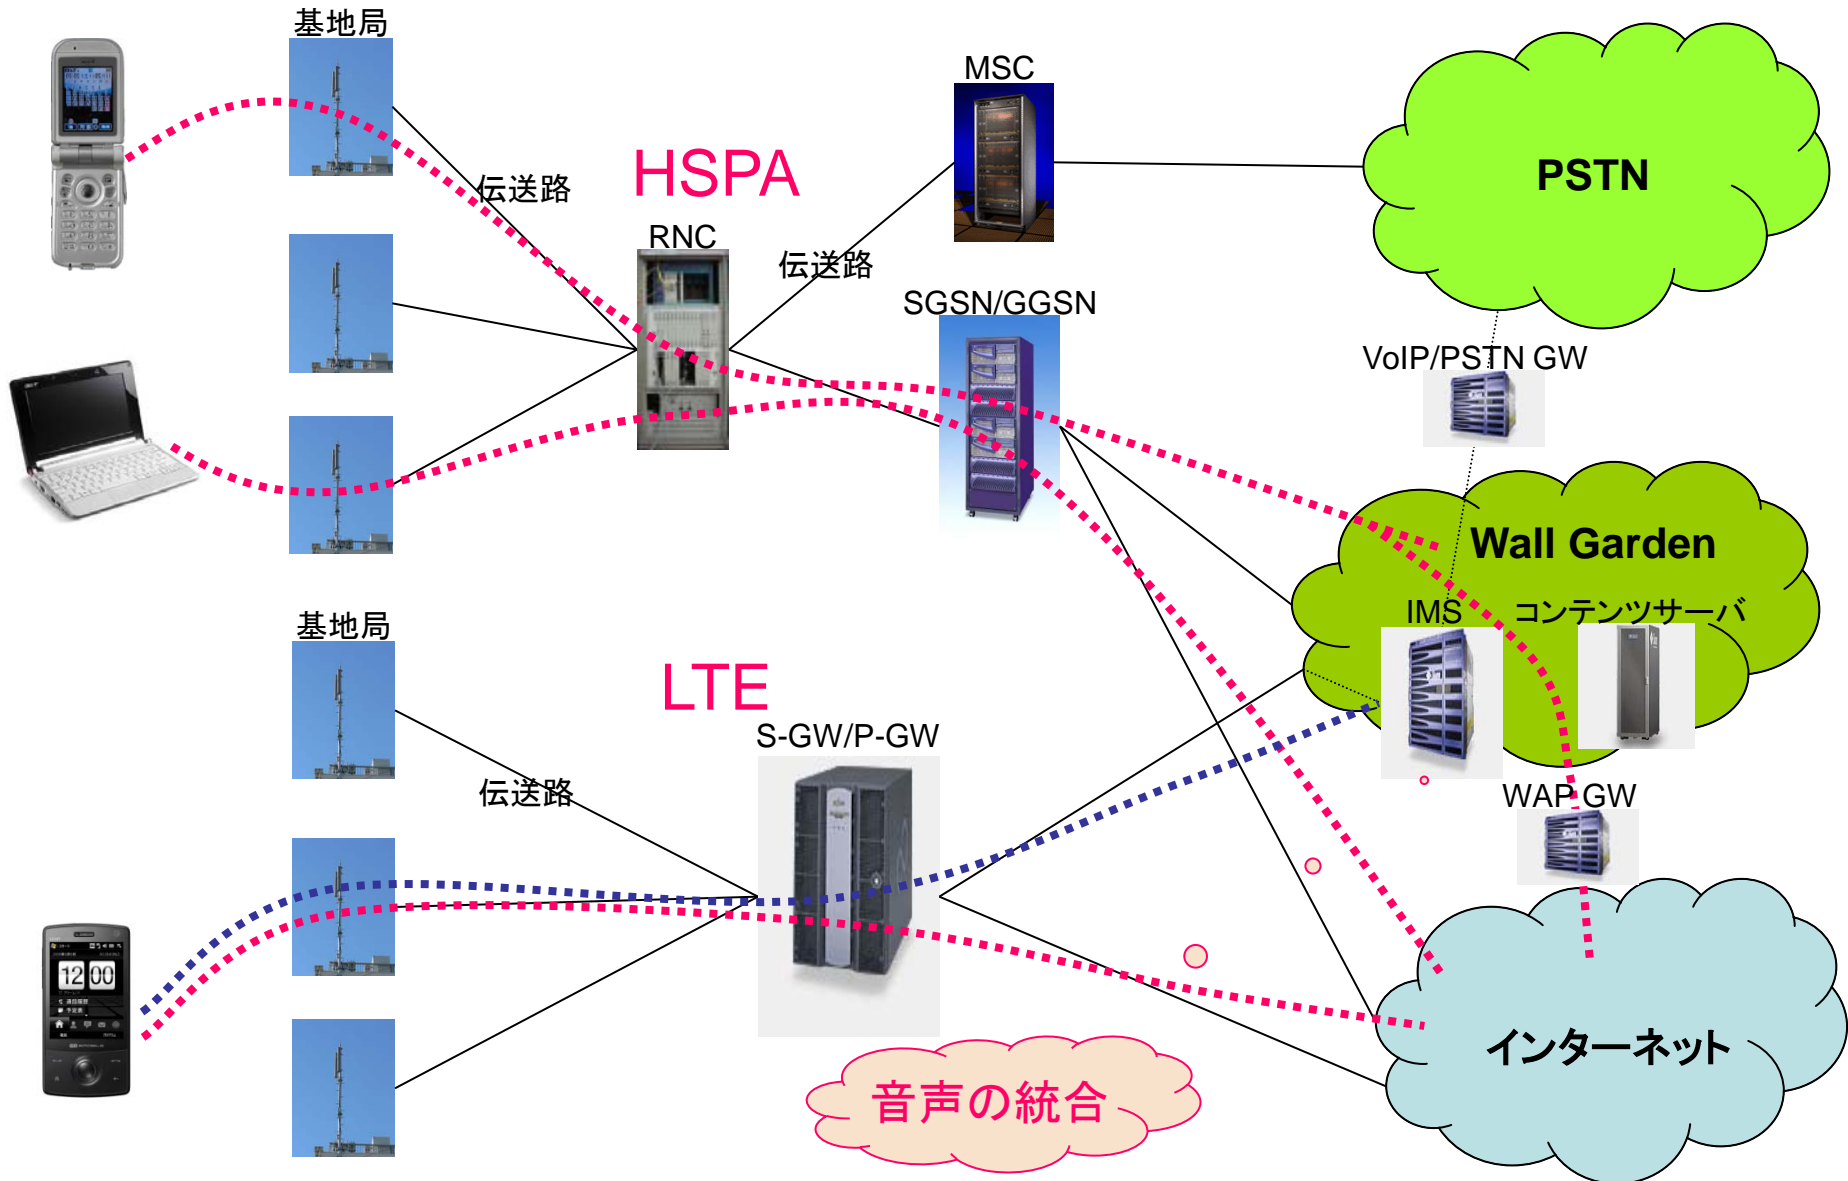 基地局
MSC
HSPA
伝送路
PSTN
RNC
伝送路
SGSN/GGSN
VoIP/PSTN GW
Wall Garden
IMS
コンテンツサーバ
基地局
LTE
S-GW/P-GW
伝送路
WAP GW
12 00
インターネット
音声の統合